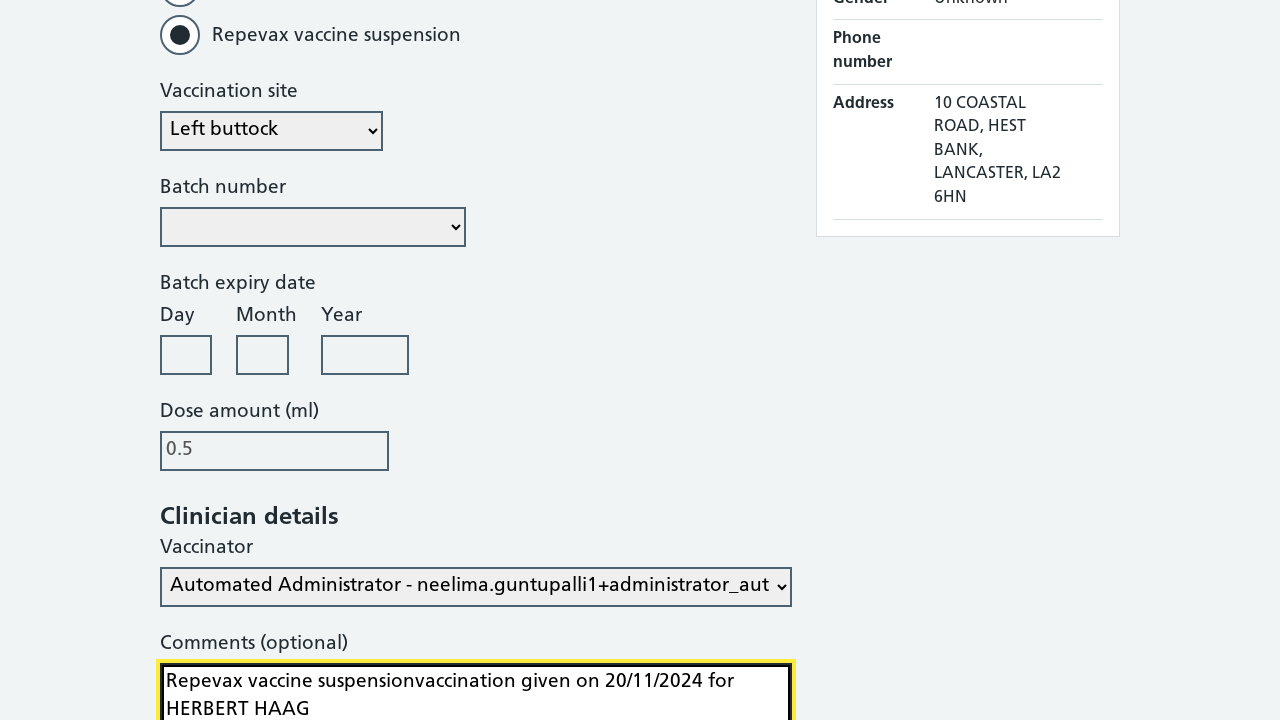 Repevax vaccine suspension
Vaccination site
Left buttock
Batch number
Batch expiry date
Day Month Year
Dose amount (ml)
0.5
Clinician details
Vaccinator
Automated Administrator - neelima.guntupalli1+administrator_aut
Comments (optional)
Repevax vaccine suspensionvaccination given on 20/11/2024 for
HERBERT HAAG
Gender Unknown
Phone
number
Address 10 COASTAL
ROAD, HEST
BANK,
LANCASTER, LA2
6HN